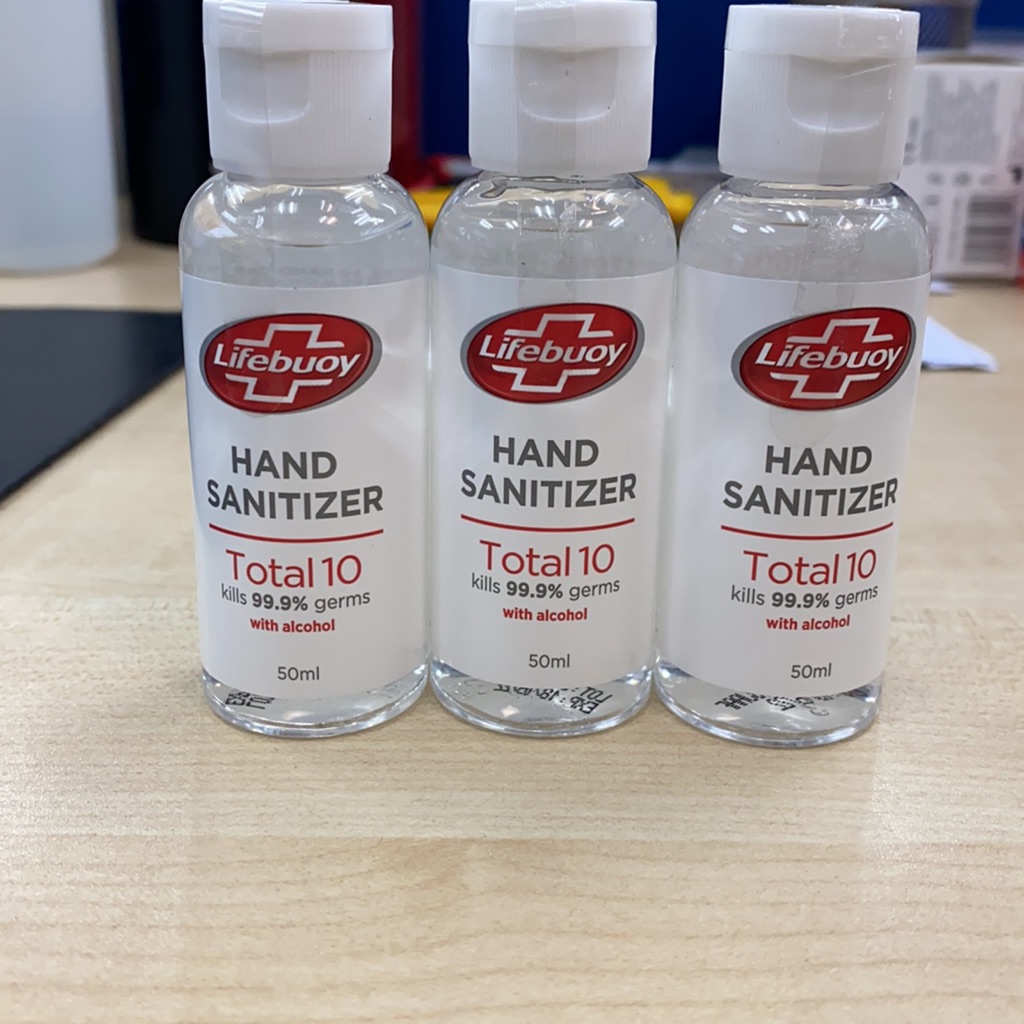 Lifebuoy
HAND
SANITIZER
Total 10
kills 99.9% germs
with alcohol
50ml
Lifebuoy
HAND
SANITIZER
Total 10
kills 99.9% germs
with alcohol
50ml
Lifebuoy
HAND
SANITIZER
Total 10
kills 99.9% germs
with alcohol
50ml